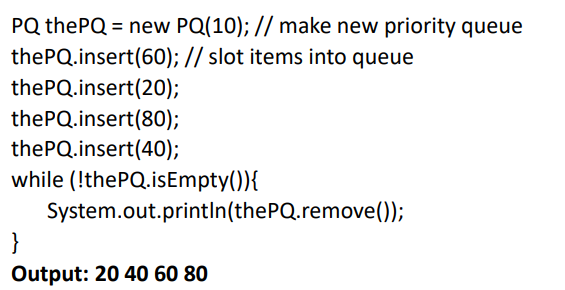 PQ thePQ = new PQ(10); // make new priority queue
thePQ.insert(60); // slot items into queue
thePQ.insert(20);
thePQ.insert(80);
thePQ.insert(40);
while (!thePQ.isEmpty()){
System.out.println(thePQ.remove());
}
Output: 20 40 60 80